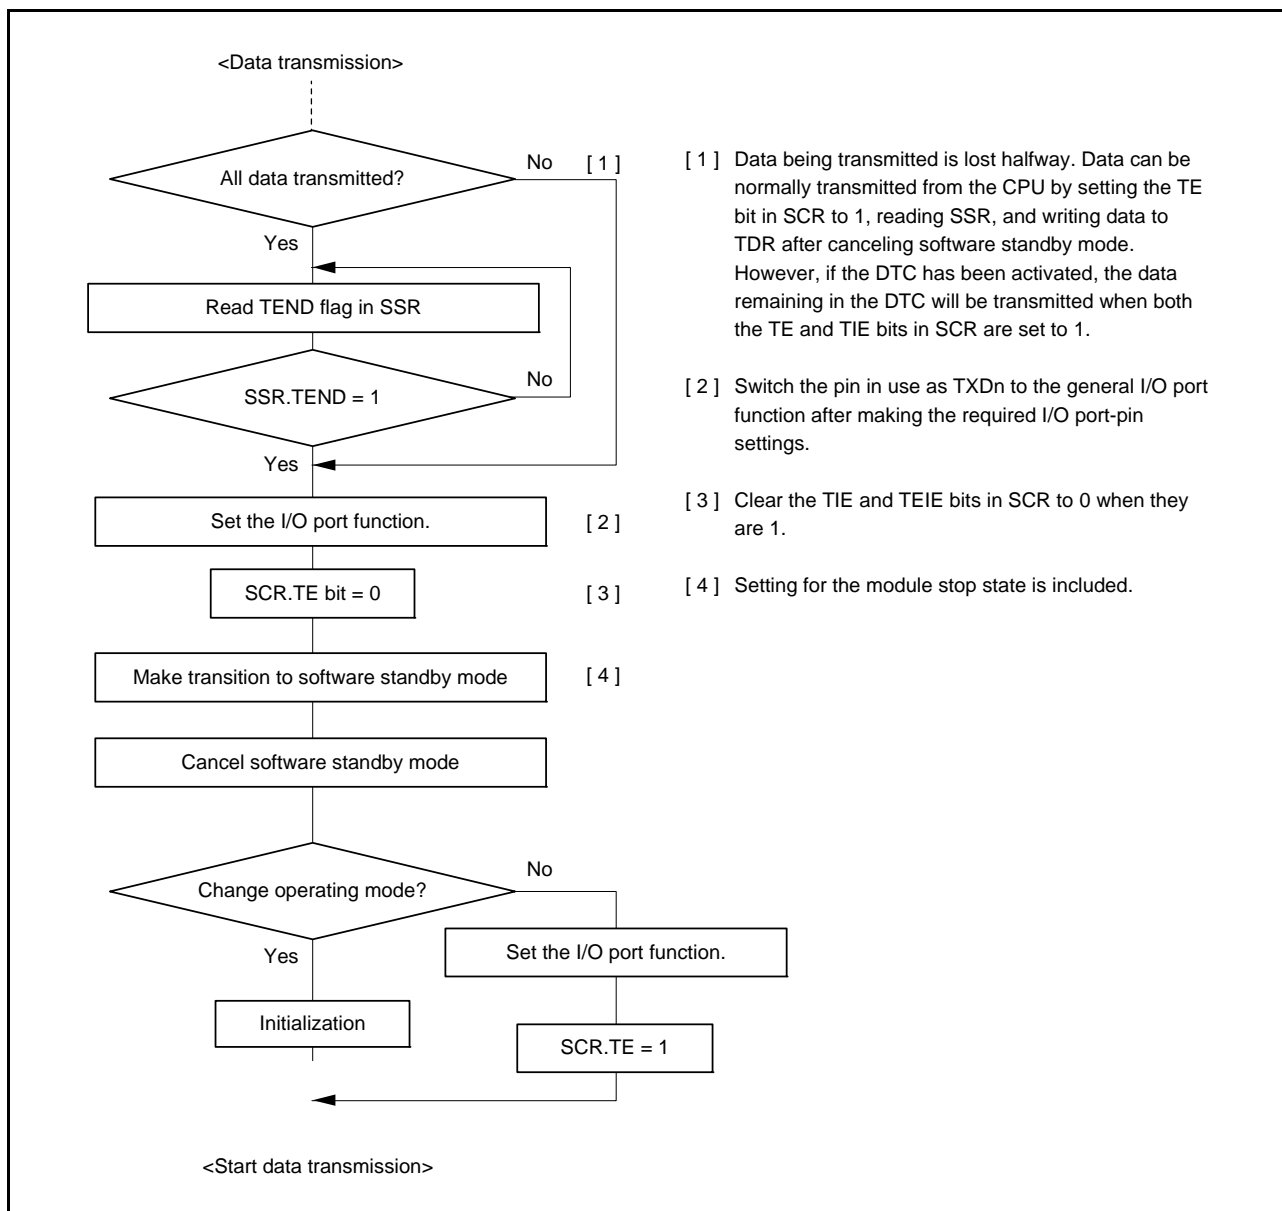 <Data transmission>
All data transmitted?
No
[ 1 ]
Yes
Read TEND flag in SSR
SSR.TEND = 1
No
Yes
Set the I/O port function.
[ 2 ]
SCR.TE bit = 0
[ 3 ]
Make transition to software standby mode
[ 4 ]
Cancel software standby mode
Change operating mode?
No
Yes
Set the I/O port function.
Initialization
SCR.TE = 1
<Start data transmission>
[ 1 ] Data being transmitted is lost halfway. Data can be
normally transmitted from the CPU by setting the TE
bit in SCR to 1, reading SSR, and writing data to
TDR after canceling software standby mode.
However, if the DTC has been activated, the data
remaining in the DTC will be transmitted when both
the TE and TIE bits in SCR are set to 1.
[ 2 ] Switch the pin in use as TXDn to the general I/O port
function after making the required I/O port-pin
settings.
[ 3 ] Clear the TIE and TEIE bits in SCR to 0 when they
are 1.
[ 4 ] Setting for the module stop state is included.